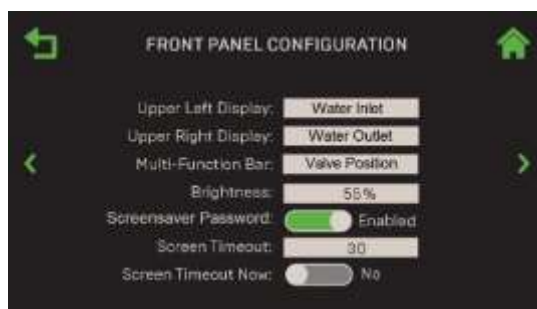 FRONT PANEL CONFIGURATION
Upper Left Display: Water Inlet
Upper Right Display: Water Outlet
Multi-Function Bar: Valve Position
Brightness: 55%
Screensaver Password: Enabled
Screen Timeout: 30
Screen Timeout Now: No